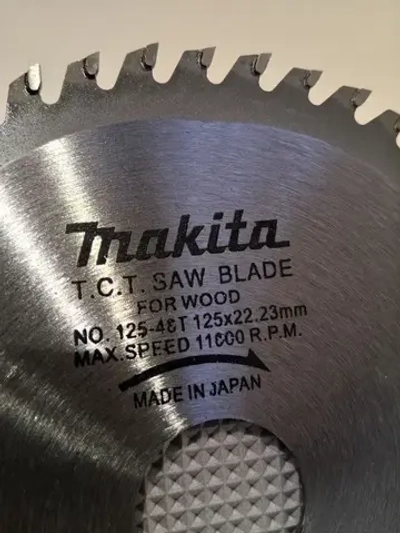 makita
T.C.T. SAW BLADE
FOR WOOD
NO. 125-48T 125x22.23mm
MAX.SPEED 11000 R.P.M.
MADE IN JAPAN